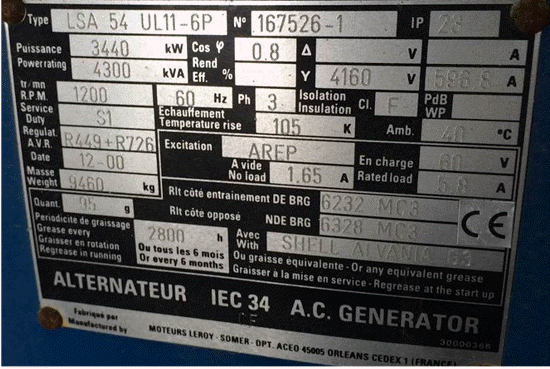 Type LSA 54 UL11-6P N° 167526-1 IP 23
Puissance 3440 kW Cos φ 0.8 Δ V A
Powerrating 4300 kVA Rend Eff. % Y 4160 V 596.8 A
tr/mn R.P.M. 1200 60 Hz Ph 3 Isolation Insulation Cl. F PdB WP
Service Duty S1 Echauffement Temperature rise 105 K Amb. 40 °C
Regulat. A.V.R. R449+R726 Excitation AREP En charge Rated load 60 V
Date 12-00 A vide No load 1.65 A 5.8 A
Masse Weight 9460 kg Rlt côté entrainement DE BRG 6232 MC3
Quant. 95 g Rlt côté opposé NDE BRG 6328 MC3
CE
Periodicite de graissage
Grease every 2800 h Avec With SHELL ALVANIA G3
Graisser en rotation Ou tous les 6 mois Ou graisse équivalente - Or any equivalent grease
Regrease in running Or every 6 months Graisser à la mise en service - Regrease at the start up
ALTERNATEUR IEC 34 A.C. GENERATOR
Fabriqué par
Manufactured by MOTEURS LEROY - SOMER - OPT. ACEO 45005 ORLEANS CEDEX 1 (FRANCE)
30000368